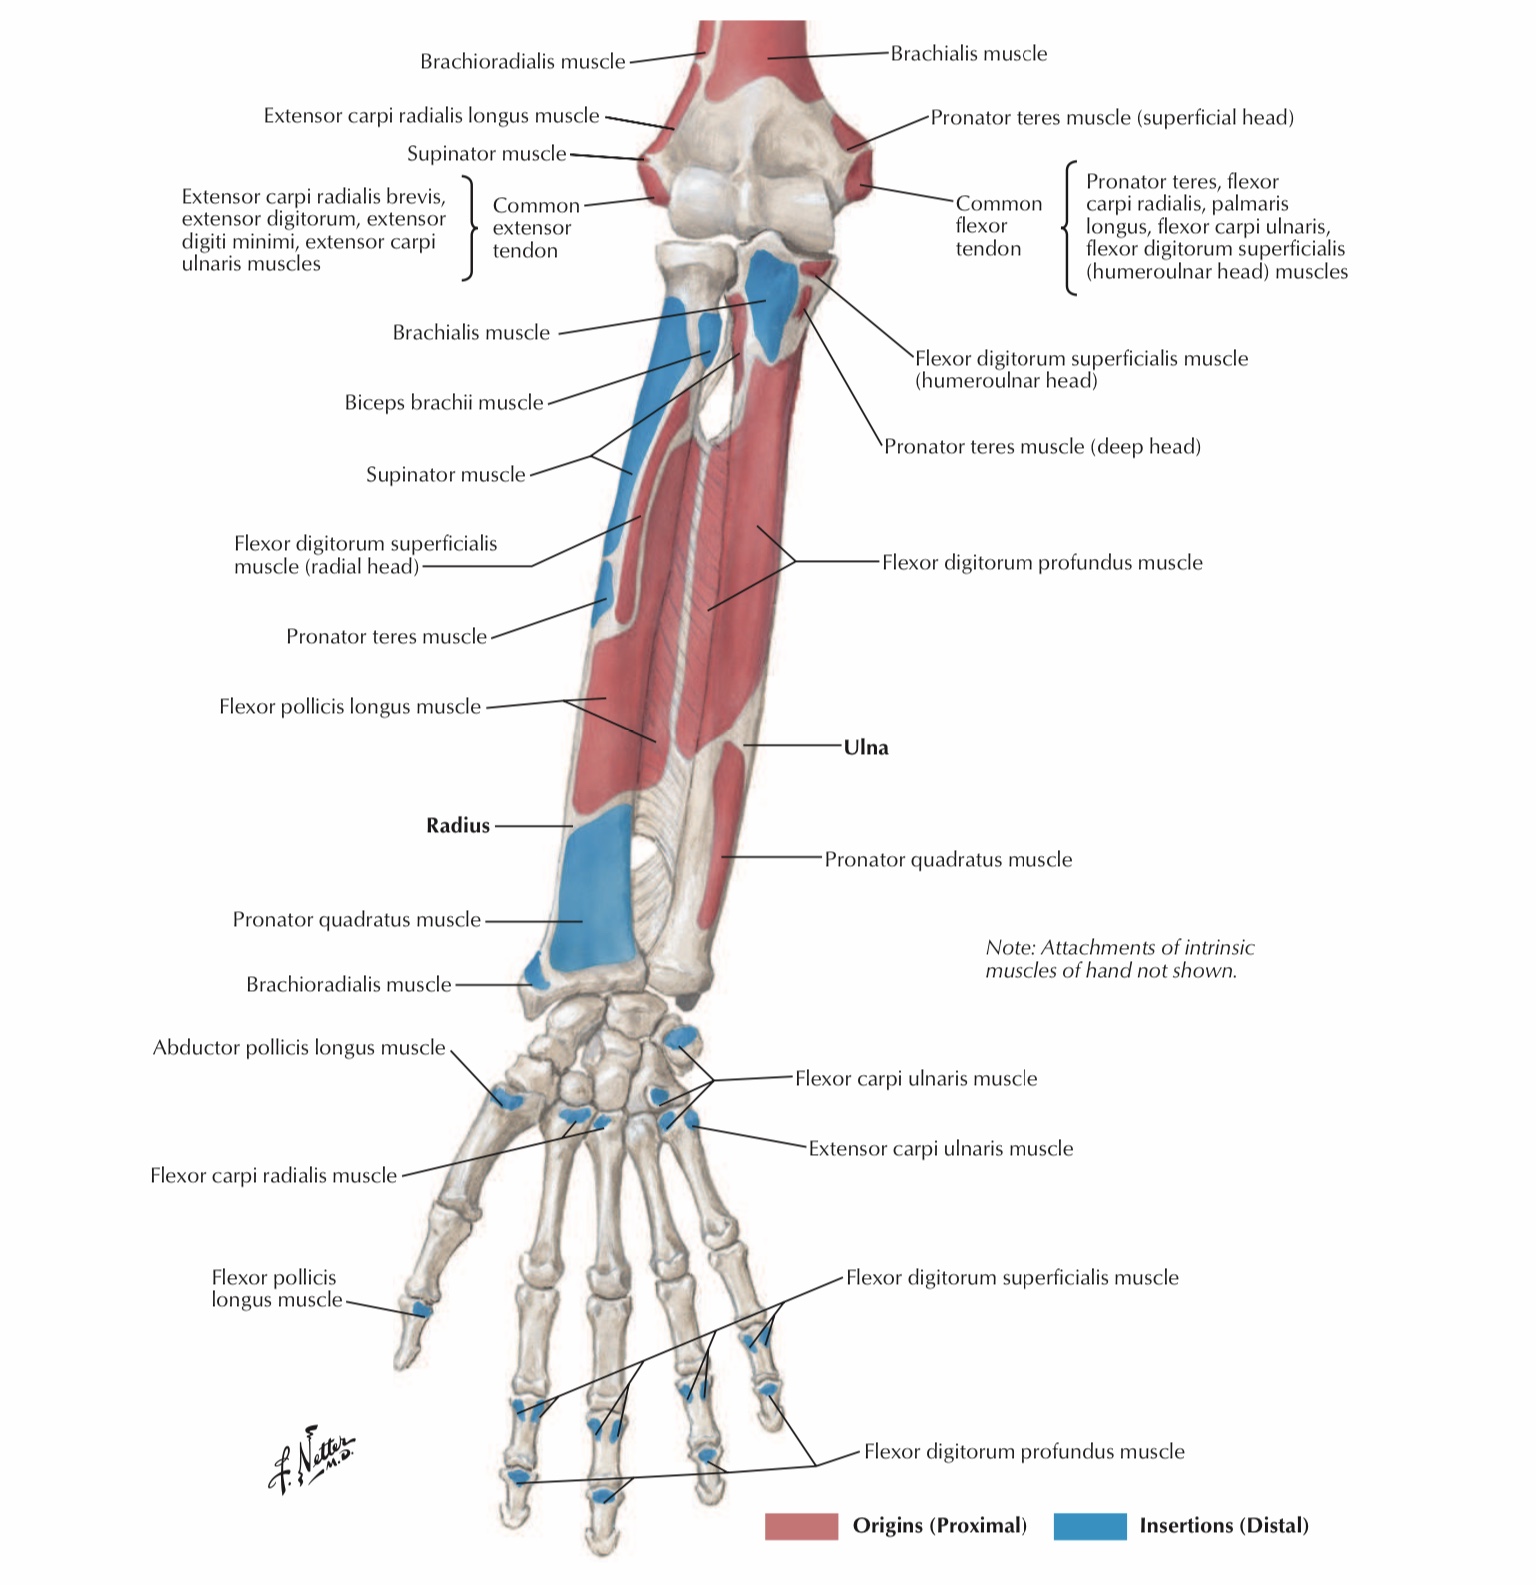 Brachioradialis muscle
Brachialis muscle
Extensor carpi radialis longus muscle
Pronator teres muscle (superficial head)
Supinator muscle
Extensor carpi radialis brevis,
extensor digitorum, extensor
digiti minimi, extensor carpi
ulnaris muscles
Common
extensor
tendon
Common
flexor
tendon
Pronator teres, flexor
carpi radialis, palmaris
longus, flexor carpi ulnaris,
flexor digitorum superficialis
(humeroulnar head) muscles
Brachialis muscle
Flexor digitorum superficialis muscle
(humeroulnar head)
Biceps brachii muscle
Pronator teres muscle (deep head)
Supinator muscle
Flexor digitorum superficialis
muscle (radial head)
Flexor digitorum profundus muscle
Pronator teres muscle
Flexor pollicis longus muscle
Ulna
Radius
Pronator quadratus muscle
Pronator quadratus muscle
Note: Attachments of intrinsic
muscles of hand not shown.
Brachioradialis muscle
Abductor pollicis longus muscle
Flexor carpi ulnaris muscle
Extensor carpi ulnaris muscle
Flexor carpi radialis muscle
Flexor pollicis
longus muscle
Flexor digitorum superficialis muscle
Flexor digitorum profundus muscle
f. Netter
M.D.
Origins (Proximal)
Insertions (Distal)